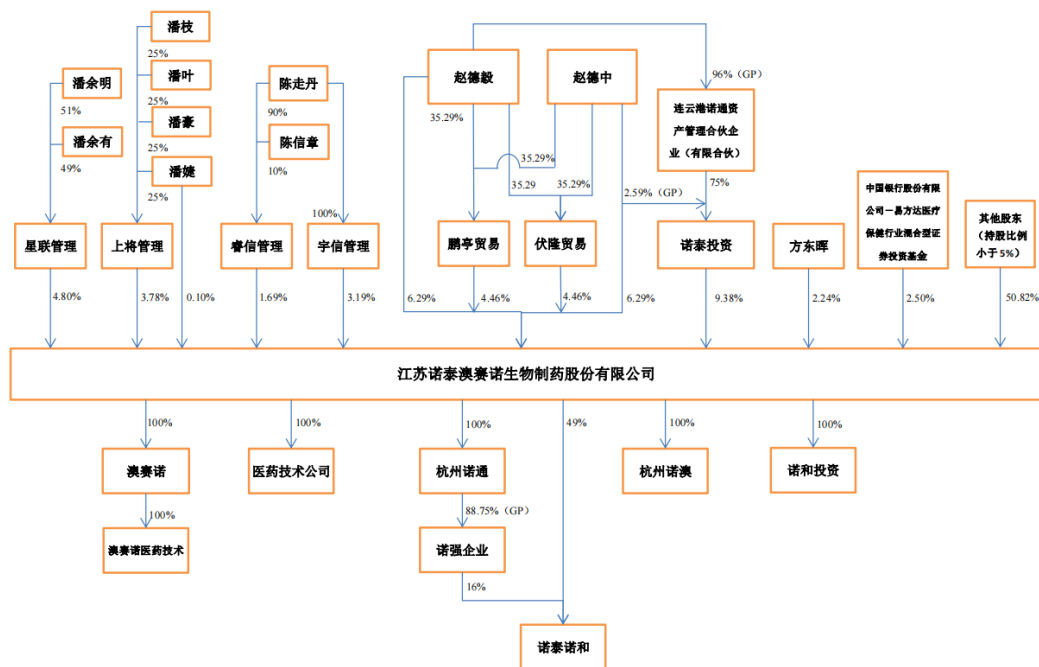 潘枝
25%
潘余明
潘叶
陈走丹
赵德毅
赵德中
96%（GP）
51%
25%
90%
35.29%
连云港诺通资
产管理合伙企
业（有限合伙）
潘余有
潘豪
陈信章
49%
25%
10%
35.29%
潘婕
25%
100%
35.29
35.29%
2.59%（GP）
75%
中国银行股份有限
公司－易方达医疗
保健行业混合型证
券投资基金
其他股东
（持股比例
小于5%）
星联管理
上将管理
睿信管理
宇信管理
鹏亭贸易
伏隆贸易
诺泰投资
方东晖
4.80%
3.78%
0.10%
1.69%
3.19%
6.29%
4.46%
4.46%
6.29%
9.38%
2.24%
2.50%
50.82%
江苏诺泰澳赛诺生物制药股份有限公司
100%
100%
100%
49%
100%
100%
澳赛诺
医药技术公司
杭州诺通
杭州诺澳
诺和投资
100%
88.75%（GP）
澳赛诺医药技术
诺强企业
16%
诺泰诺和